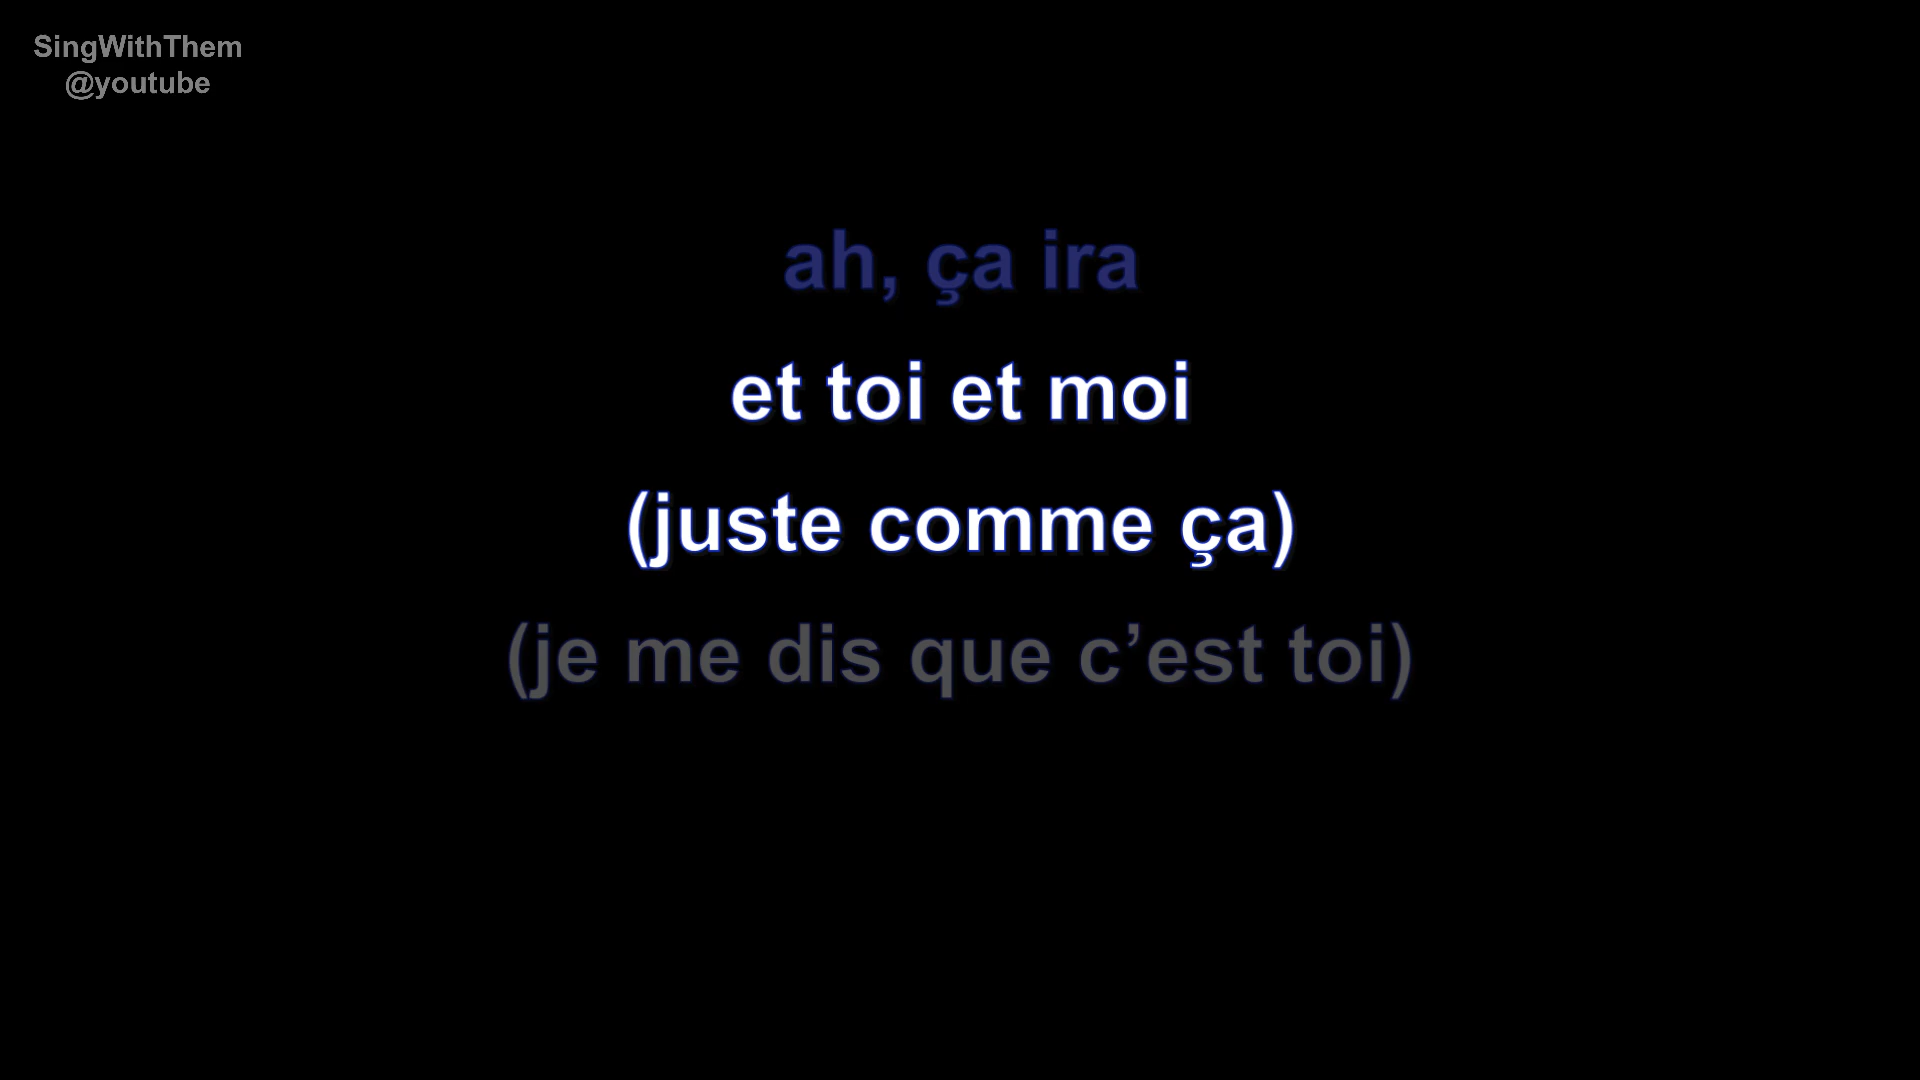 SingWithThem
@youtube
ah, ça ira
et toi et moi
(juste comme ça)
(je me dis que c’est toi)